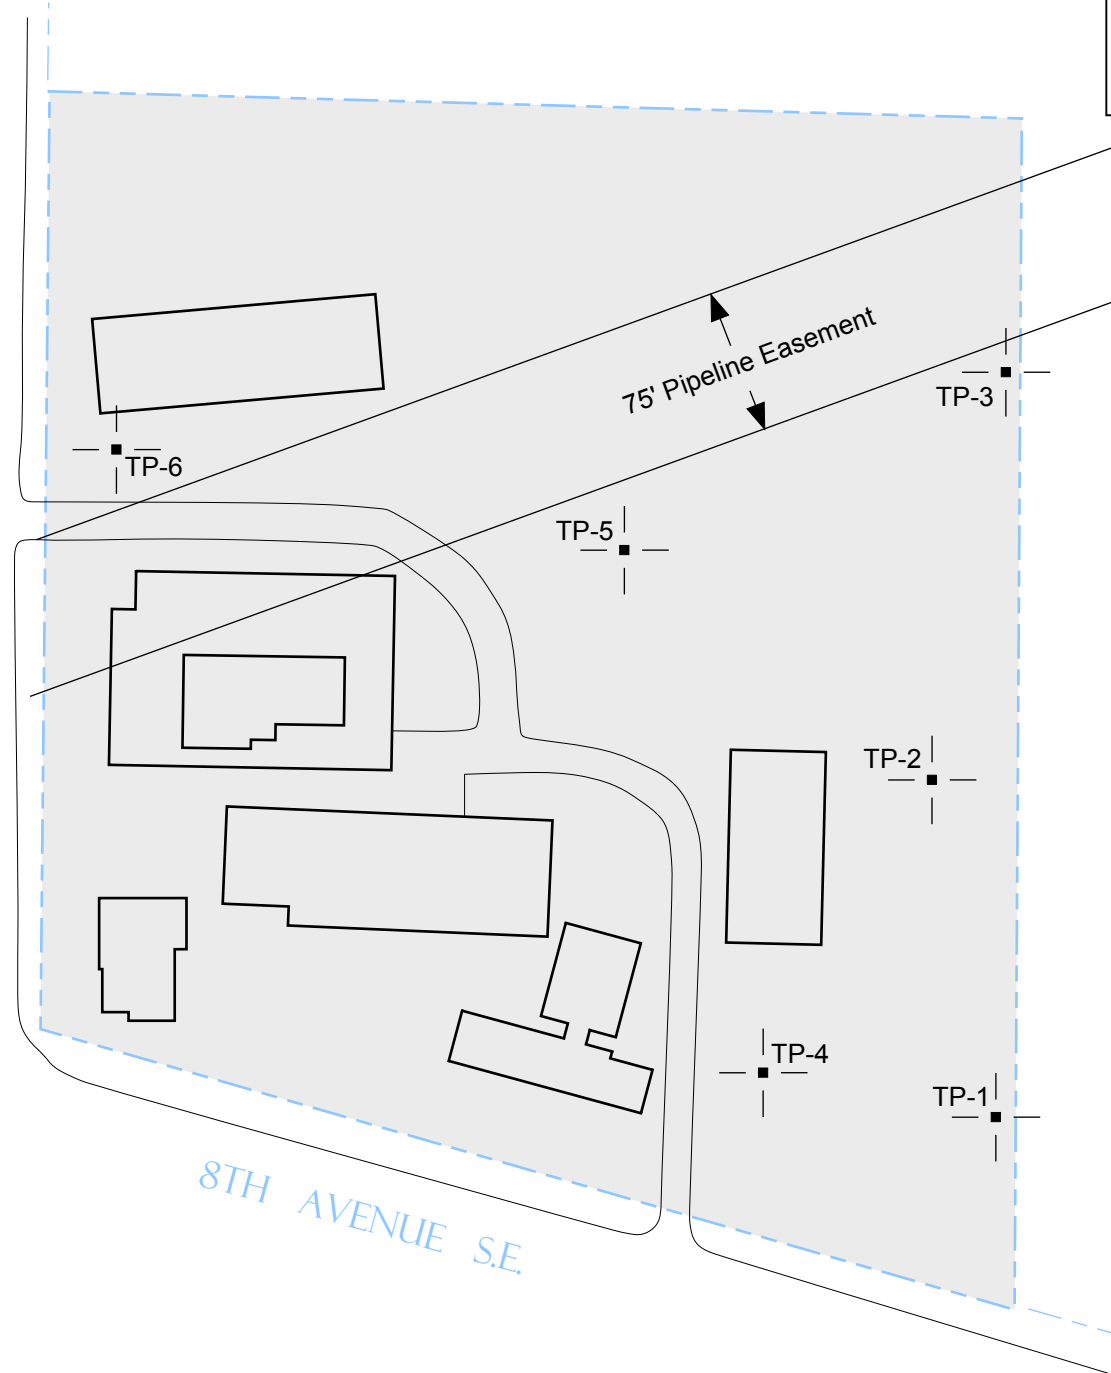 75' Pipeline Easement
TP-3
TP-6
TP-5
TP-2
TP-4
TP-1
8TH AVENUE S.E.